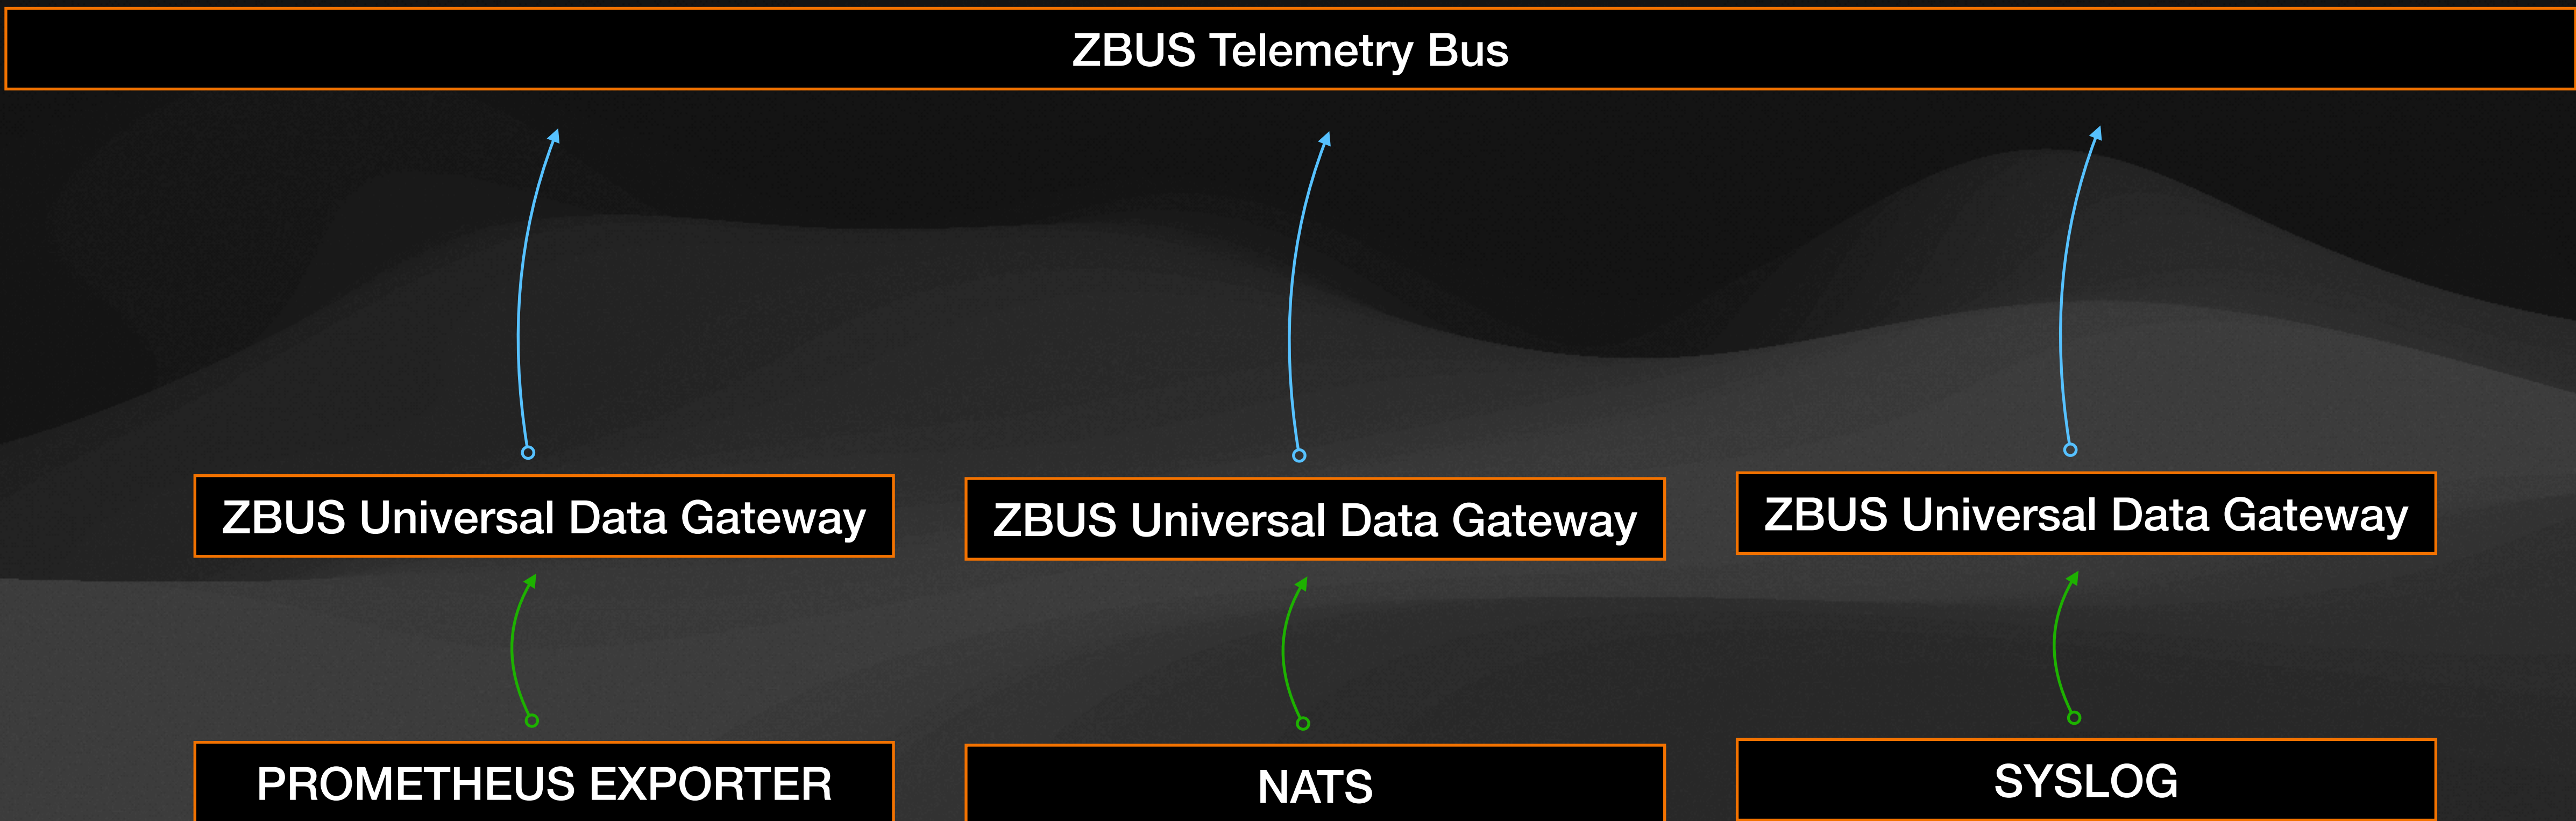 ZBUS Telemetry Bus
ZBUS Universal Data Gateway
ZBUS Universal Data Gateway
ZBUS Universal Data Gateway
PROMETHEUS EXPORTER
NATS
SYSLOG